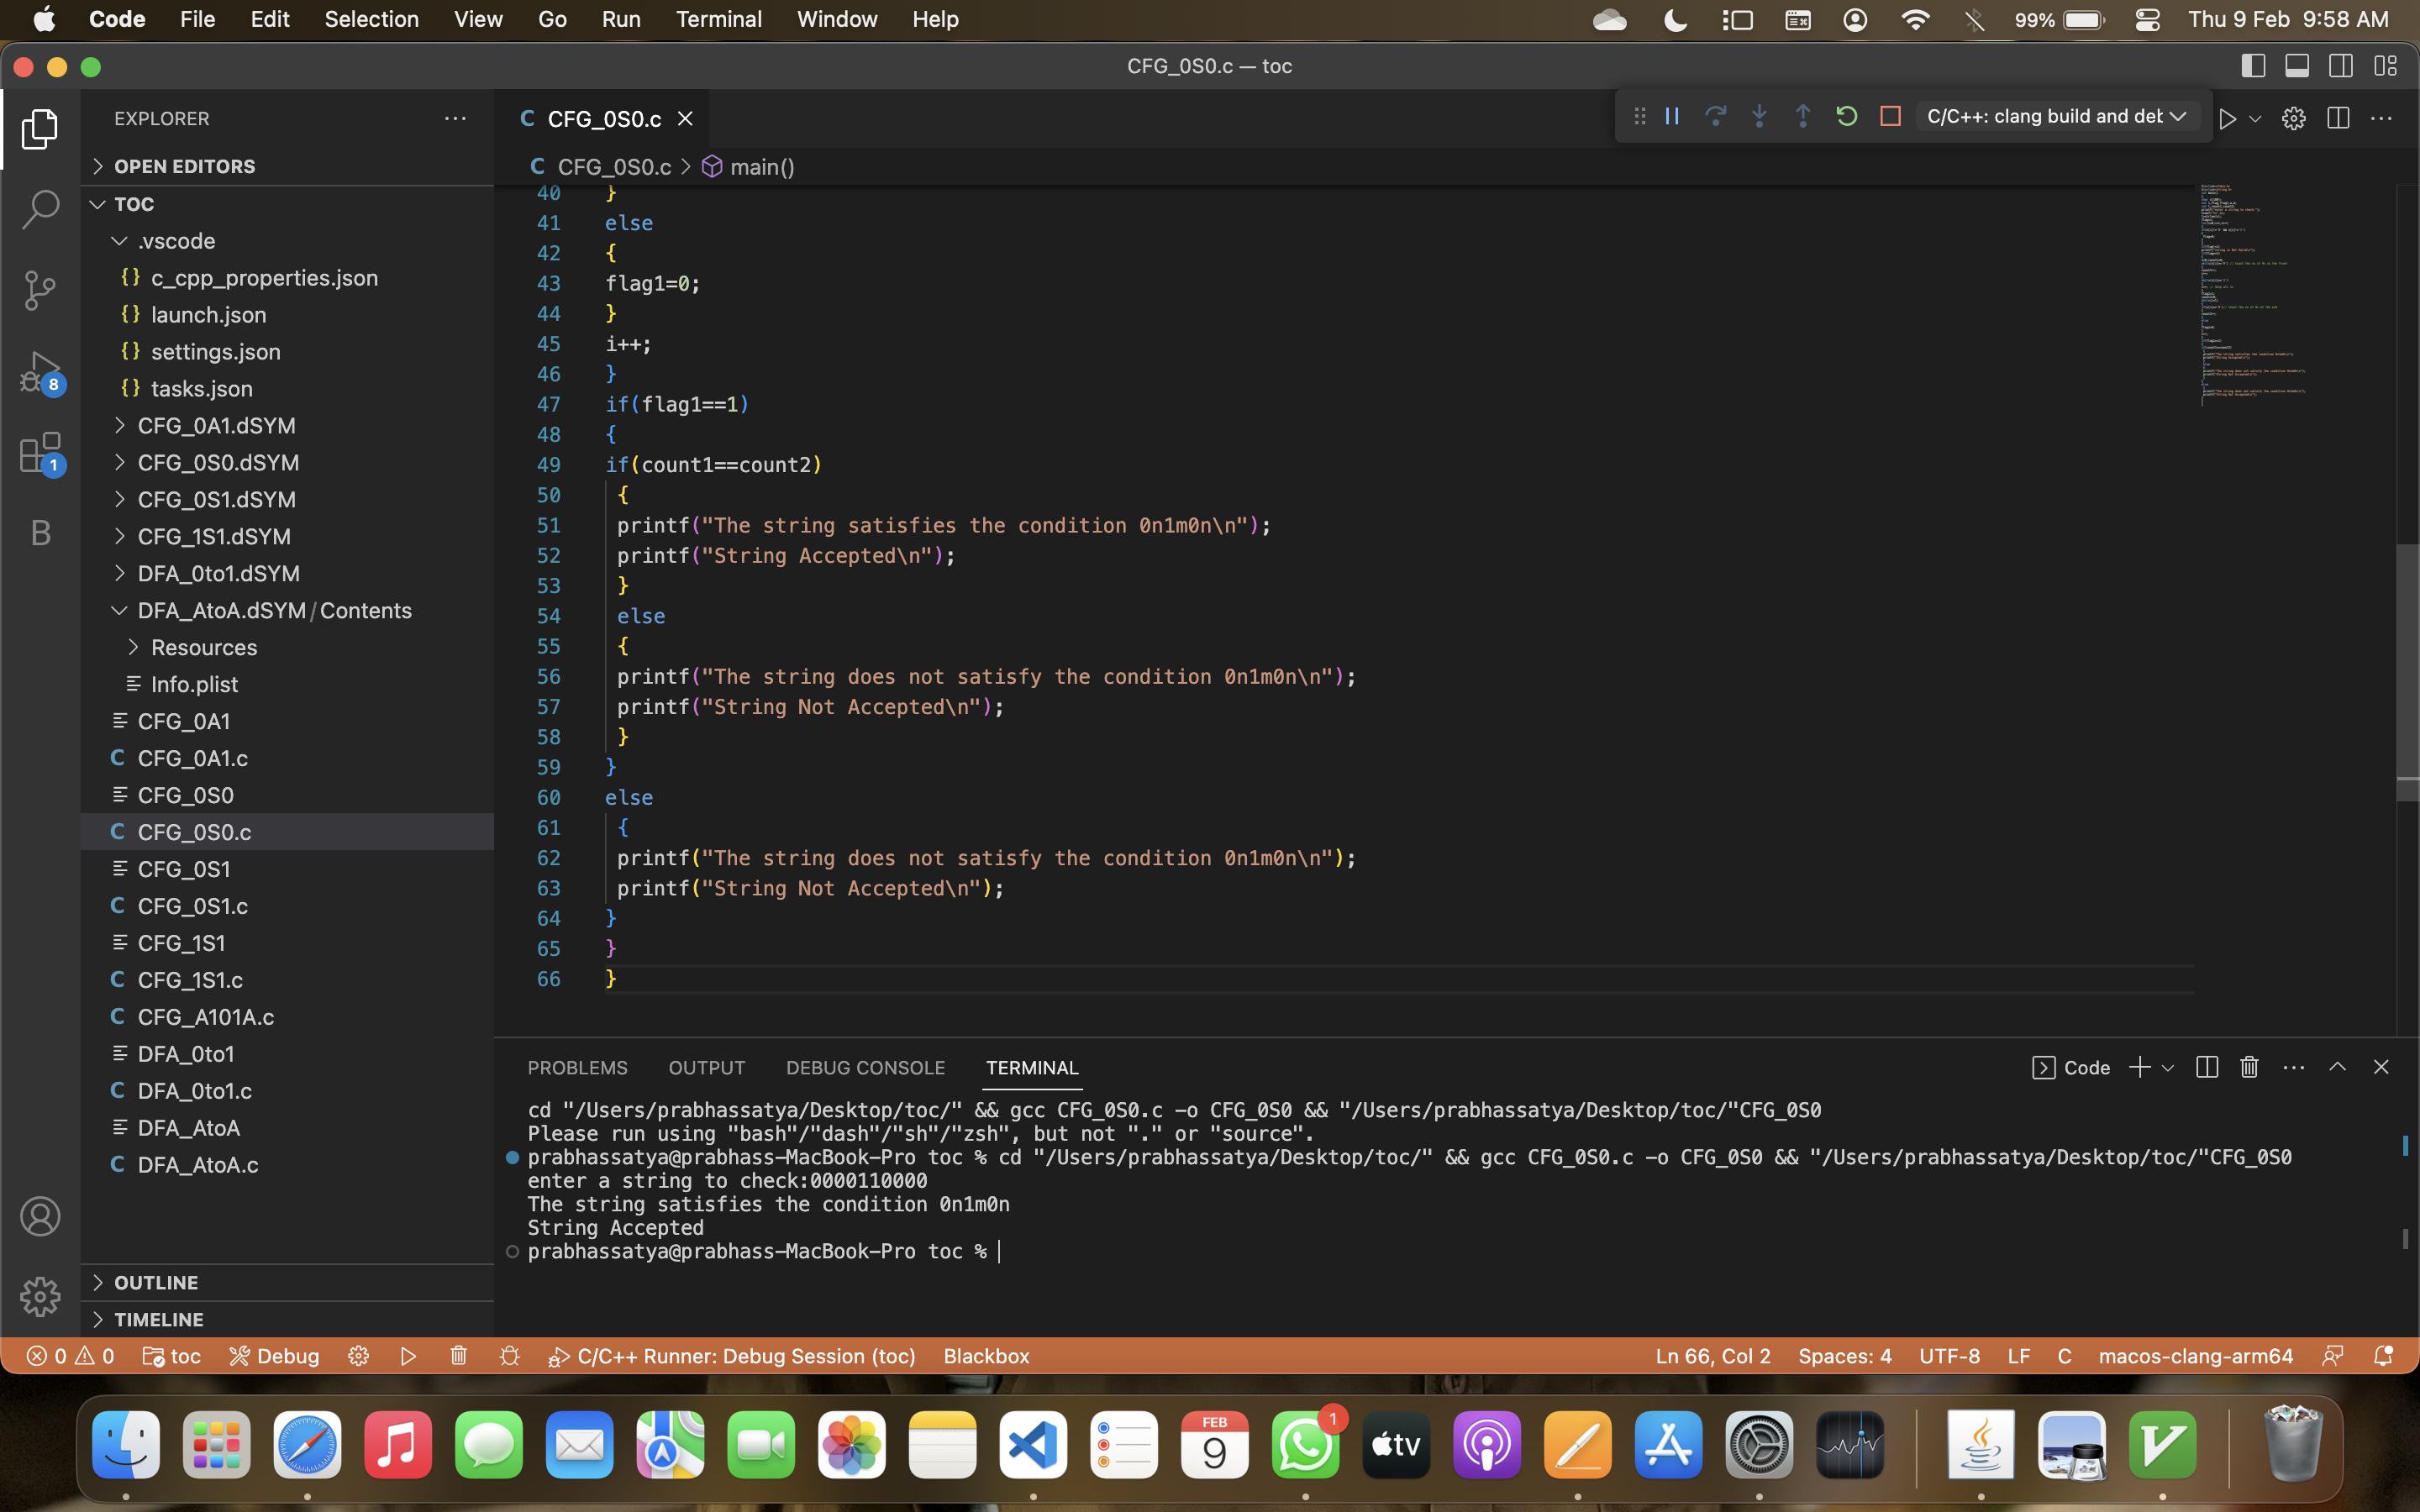 Code File Edit Selection View Go Run Terminal Window Help 99% Thu 9 Feb 9:58 AM
CFG_0S0.c — toc
EXPLORER
OPEN EDITORS
TOC
.vscode
{} c_cpp_properties.json
{} launch.json
{} settings.json
{} tasks.json
CFG_0A1.dSYM
CFG_0S0.dSYM
CFG_0S1.dSYM
CFG_1S1.dSYM
DFA_0to1.dSYM
DFA_AtoA.dSYM/Contents
Resources
Info.plist
CFG_0A1
C CFG_0A1.c
CFG_0S0
C CFG_0S0.c
CFG_0S1
C CFG_0S1.c
CFG_1S1
C CFG_1S1.c
C CFG_A101A.c
DFA_0to1
C DFA_0to1.c
DFA_AtoA
C DFA_AtoA.c
OUTLINE
TIMELINE
8
1
B
C CFG_0S0.c
C/C++: clang build and deb
C CFG_0S0.c > main()
40 }
41 else
42 {
43 flag1=0;
44 }
45 i++;
46 }
47 if(flag1==1)
48 {
49 if(count1==count2)
50 {
51 printf("The string satisfies the condition 0n1m0n\n");
52 printf("String Accepted\n");
53 }
54 else
55 {
56 printf("The string does not satisfy the condition 0n1m0n\n");
57 printf("String Not Accepted\n");
58 }
59 }
60 else
61 {
62 printf("The string does not satisfy the condition 0n1m0n\n");
63 printf("String Not Accepted\n");
64 }
65 }
66 }
PROBLEMS OUTPUT DEBUG CONSOLE TERMINAL Code
cd "/Users/prabhassatya/Desktop/toc/" && gcc CFG_0S0.c -o CFG_0S0 && "/Users/prabhassatya/Desktop/toc/"CFG_0S0
Please run using "bash"/"dash"/"sh"/"zsh", but not "." or "source".
prabhassatya@prabhass-MacBook-Pro toc % cd "/Users/prabhassatya/Desktop/toc/" && gcc CFG_0S0.c -o CFG_0S0 && "/Users/prabhassatya/Desktop/toc/"CFG_0S0
enter a string to check:0000110000
The string satisfies the condition 0n1m0n
String Accepted
prabhassatya@prabhass-MacBook-Pro toc %
0 0 toc Debug C/C++ Runner: Debug Session (toc) Blackbox Ln 66, Col 2 Spaces: 4 UTF-8 LF C macos-clang-arm64
FEB
9
1
tv